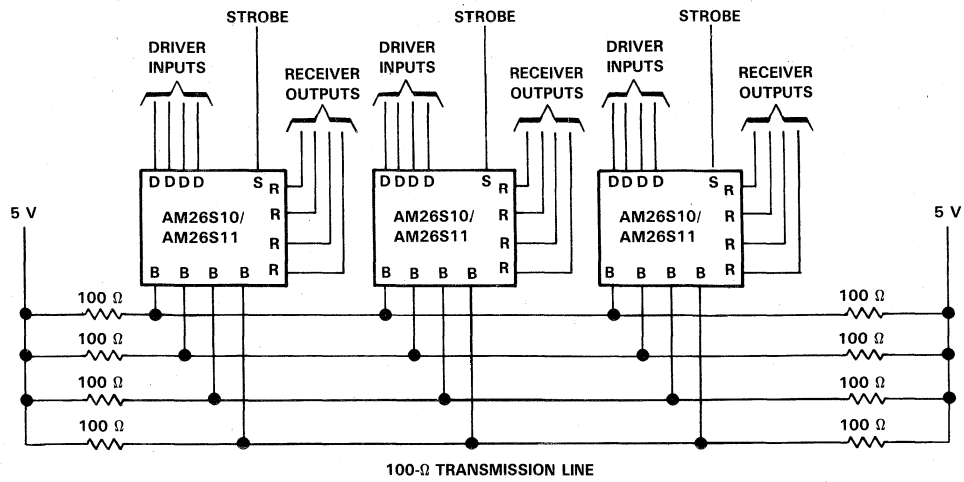 STROBE STROBE STROBE
DRIVER INPUTS DRIVER INPUTS DRIVER INPUTS
RECEIVER OUTPUTS RECEIVER OUTPUTS RECEIVER OUTPUTS
D D D D S R D D D D S R D D D D S R
5 V AM26S10/ R AM26S10/ R AM26S10/ R 5 V
AM26S11 R AM26S11 R AM26S11 R
B B B B R B B B B R B B B B R
100 Ω 100 Ω
100 Ω 100 Ω
100 Ω 100 Ω
100 Ω 100 Ω
100-Ω TRANSMISSION LINE